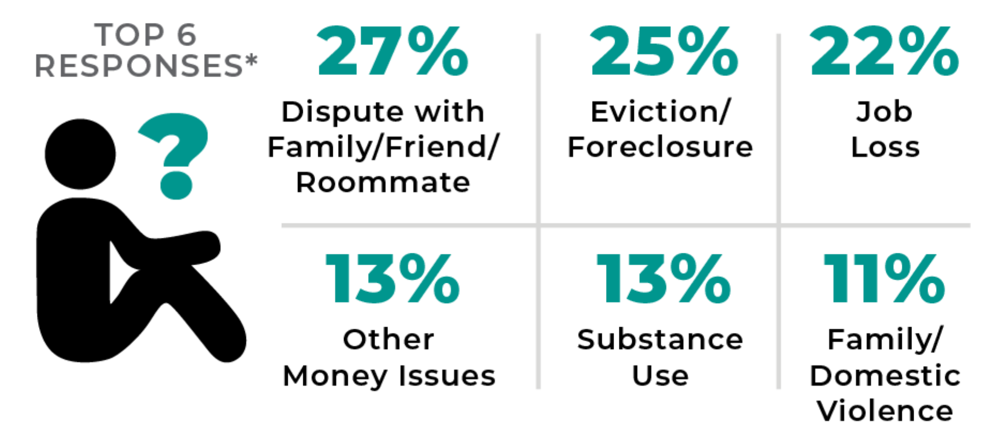 TOP 6
RESPONSES*
27%
Dispute with
Family/Friend/
Roommate
25%
Eviction/
Foreclosure
22%
Job
Loss
?
13%
Other
Money Issues
13%
Substance
Use
11%
Family/
Domestic
Violence